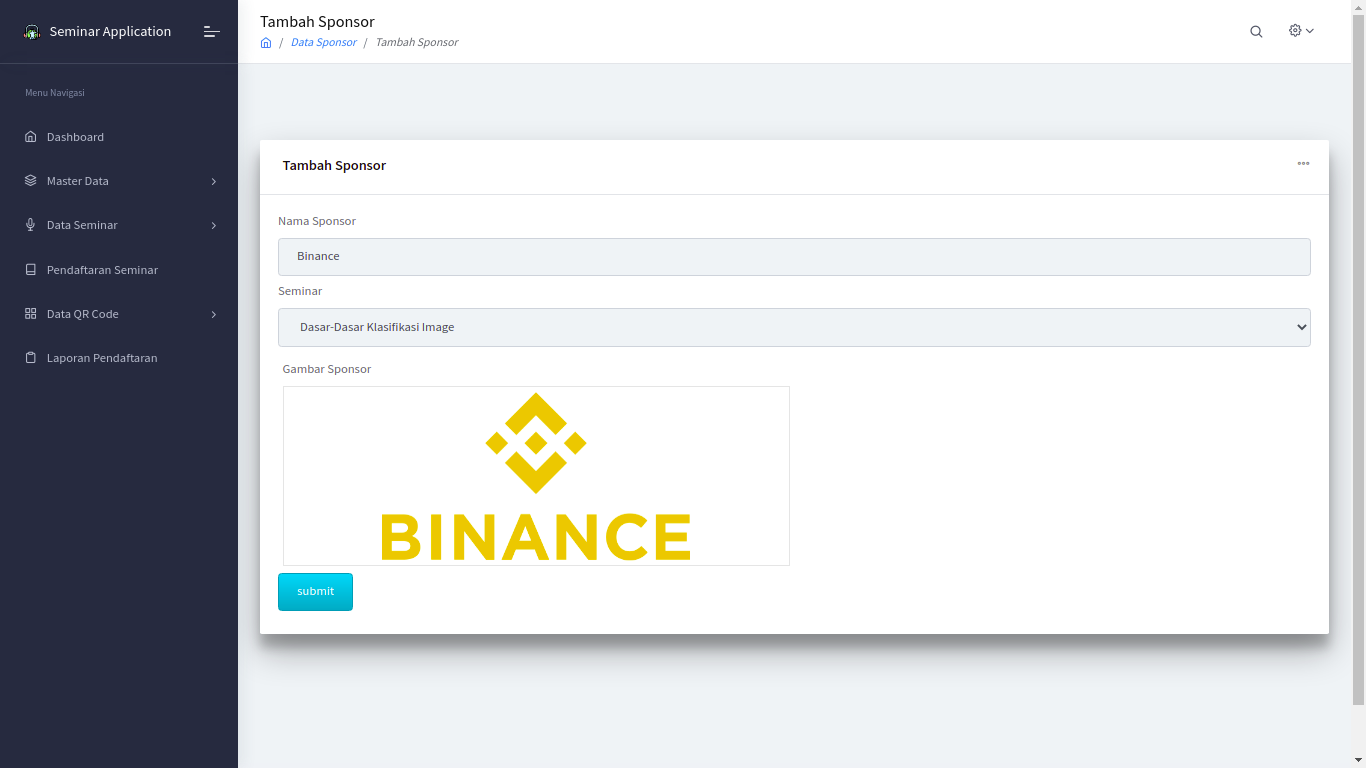 Seminar Application
Menu Navigasi
Dashboard
Master Data
Data Seminar
Pendaftaran Seminar
Data QR Code
Laporan Pendaftaran
Tambah Sponsor
/ Data Sponsor / Tambah Sponsor
Tambah Sponsor
Nama Sponsor
Binance
Seminar
Dasar-Dasar Klasifikasi Image
Gambar Sponsor
BINANCE
submit